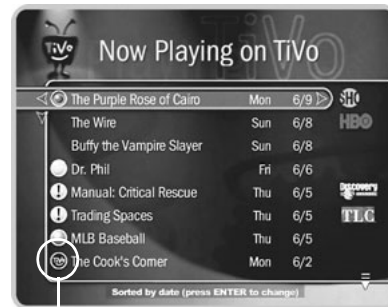 TiVo
Now Playing on TiVo
The Purple Rose of Cairo Mon 6/9 SHO
The Wire Sun 6/8 HBO
Buffy the Vampire Slayer Sun 6/8
Dr. Phil Fri 6/6
! Manual: Critical Rescue Thu 6/5 Discovery
! Trading Spaces Thu 6/5 TLC
MLB Baseball Thu 6/5
TiVo The Cook's Corner Mon 6/2
Sorted by date (press ENTER to change)